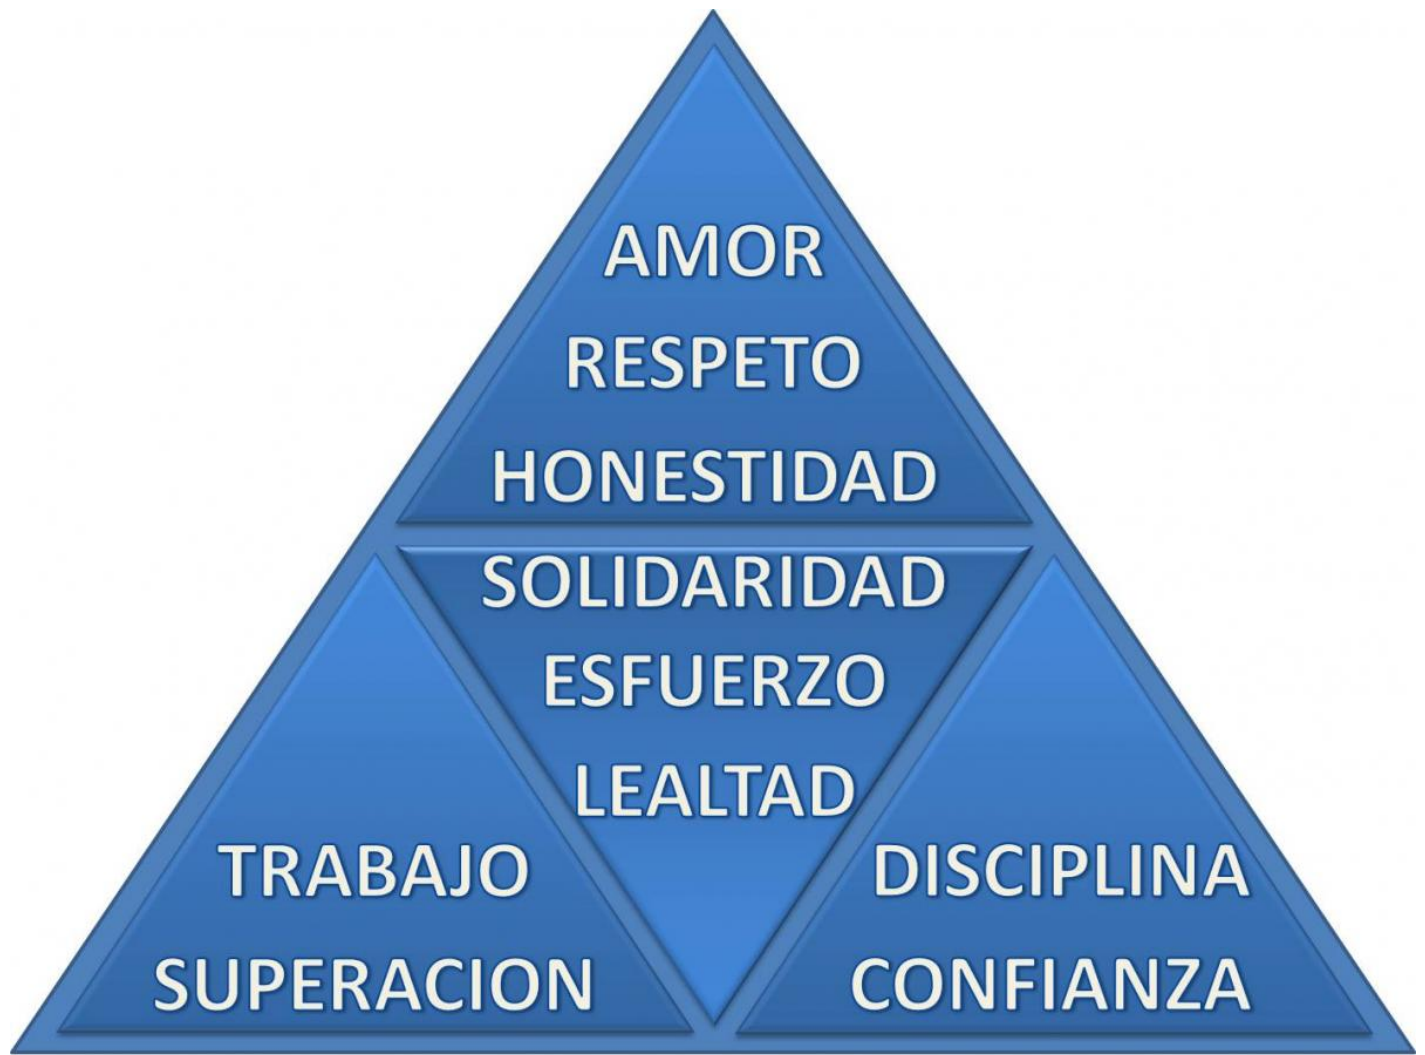 AMOR
RESPETO
HONESTIDAD
SOLIDARIDAD
ESFUERZO
LEALTAD
TRABAJO
SUPERACION
DISCIPLINA
CONFIANZA